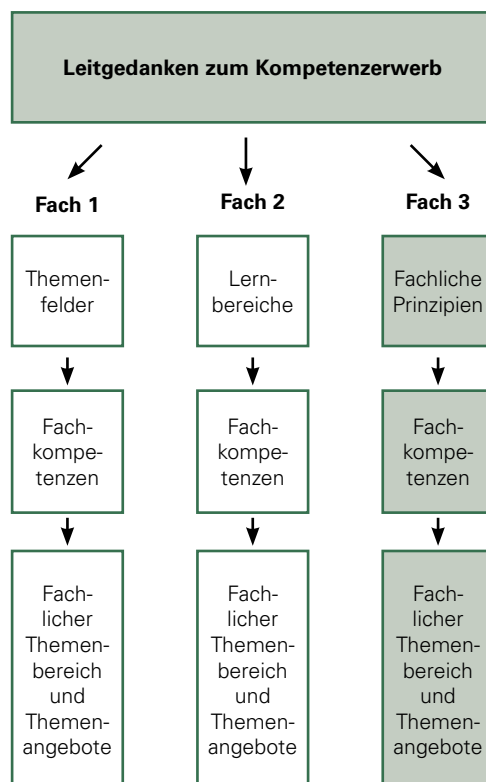 Leitgedanken zum Kompetenzerwerb
Fach 1
Fach 2
Fach 3
Themen-
felder
Lern-
bereiche
Fachliche
Prinzipien
Fach-
kompe-
tenzen
Fach-
kompe-
tenzen
Fach-
kompe-
tenzen
Fach-
licher
Themen-
bereich
und
Themen-
angebote
Fach-
licher
Themen-
bereich
und
Themen-
angebote
Fach-
licher
Themen-
bereich
und
Themen-
angebote